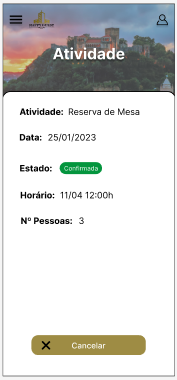 Atividade
Atividade: Reserva de Mesa
Data: 25/01/2023
Estado: Confirmada
Horário: 11/04 12:00h
Nº Pessoas: 3
Cancelar